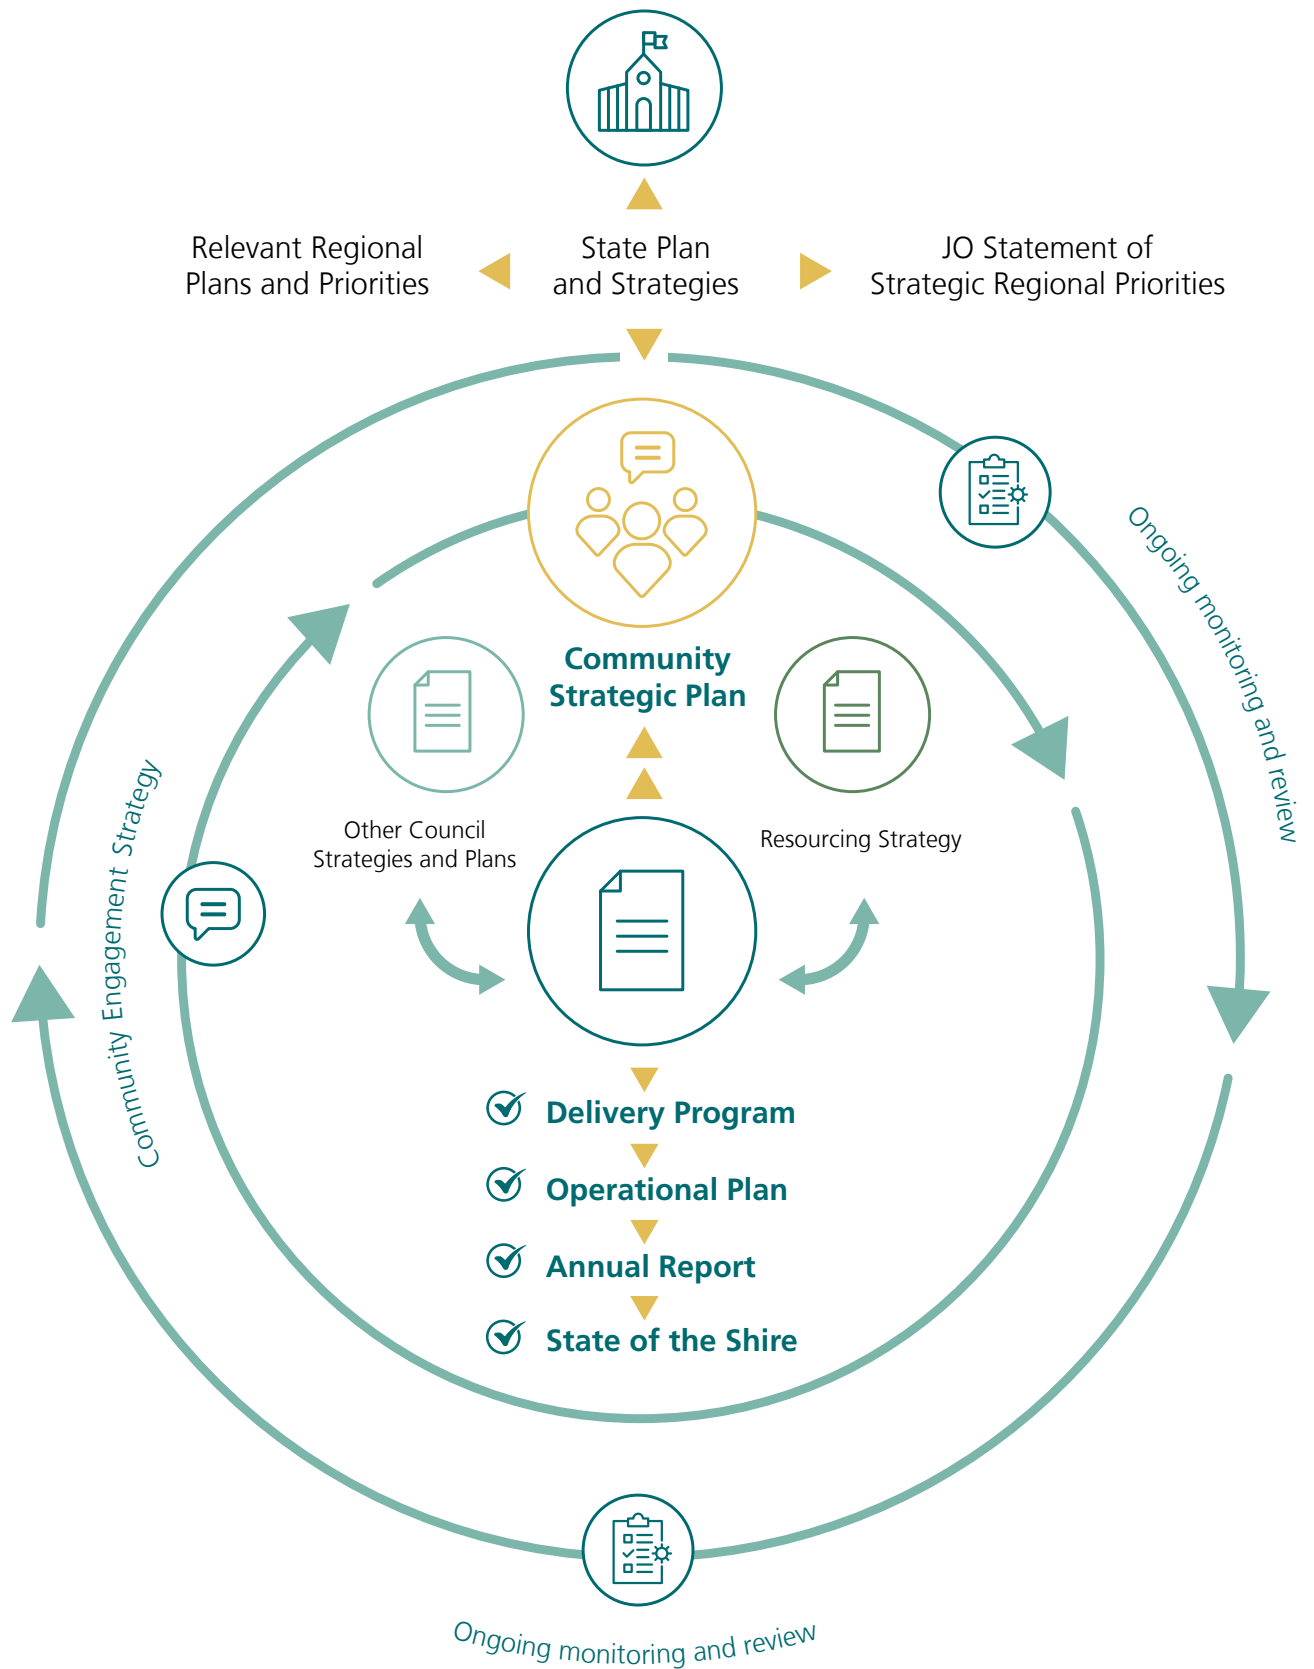 Relevant Regional
Plans and Priorities
State Plan
and Strategies
JO Statement of
Strategic Regional Priorities
Ongoing monitoring and review
Community
Strategic Plan
Other Council
Strategies and Plans
Resourcing Strategy
Community Engagement Strategy
Delivery Program
Operational Plan
Annual Report
State of the Shire
Ongoing monitoring and review